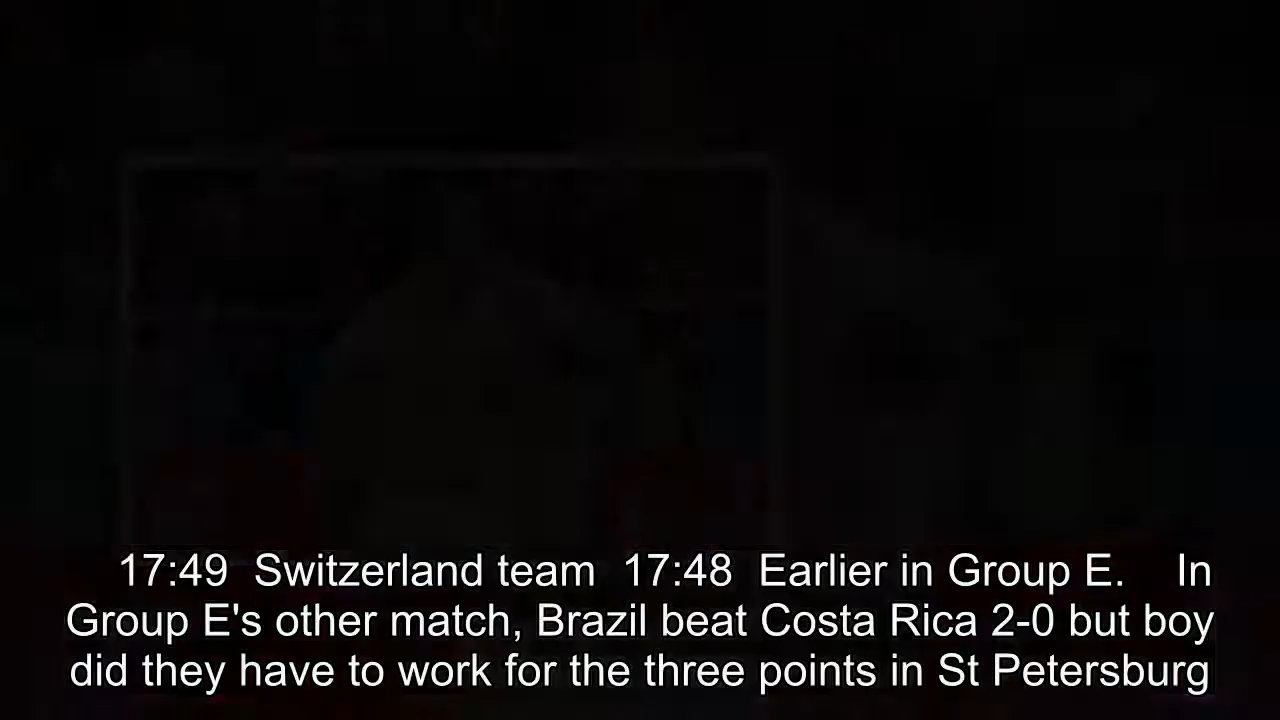 17:49 Switzerland team 17:48 Earlier in Group E. In
Group E's other match, Brazil beat Costa Rica 2-0 but boy
did they have to work for the three points in St Petersburg